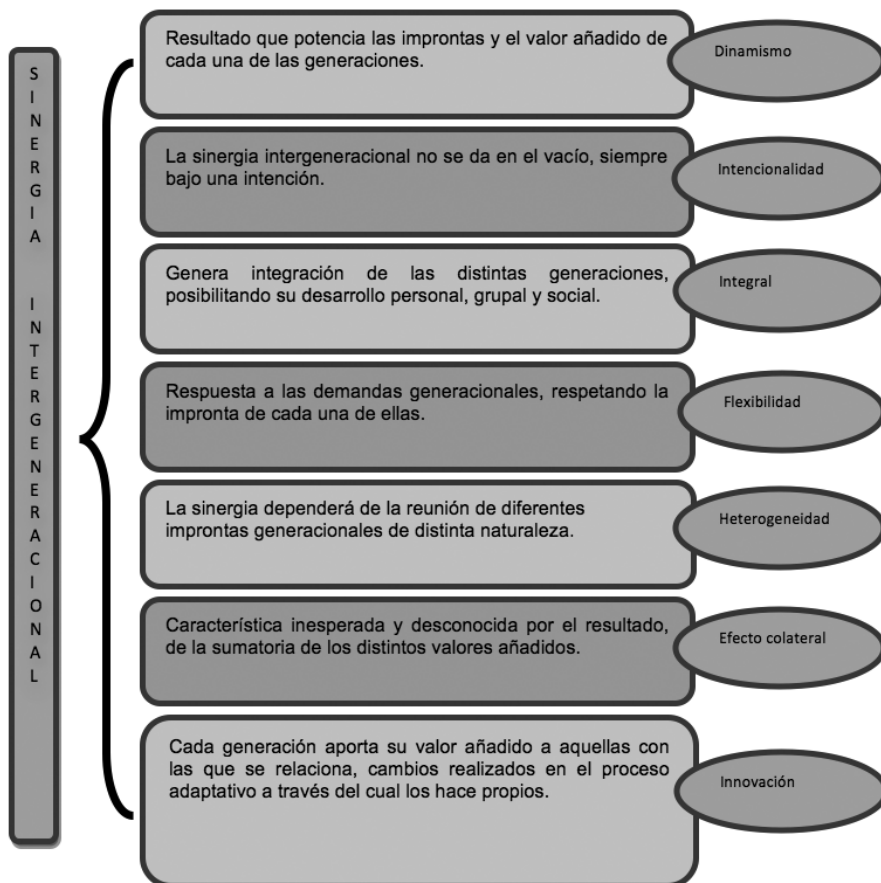 SINERGIA INTERGENERACIONAL
Resultado que potencia las improntas y el valor añadido de
cada una de las generaciones.
Dinamismo
La sinergia intergeneracional no se da en el vacío, siempre
bajo una intención.
Intencionalidad
Genera integración de las distintas generaciones,
posibilitando su desarrollo personal, grupal y social.
Integral
Respuesta a las demandas generacionales, respetando la
impronta de cada una de ellas.
Flexibilidad
La sinergia dependerá de la reunión de diferentes
improntas generacionales de distinta naturaleza.
Heterogeneidad
Característica inesperada y desconocida por el resultado,
de la sumatoria de los distintos valores añadidos.
Efecto colateral
Cada generación aporta su valor añadido a aquellas con
las que se relaciona, cambios realizados en el proceso
adaptativo a través del cual los hace propios.
Innovación